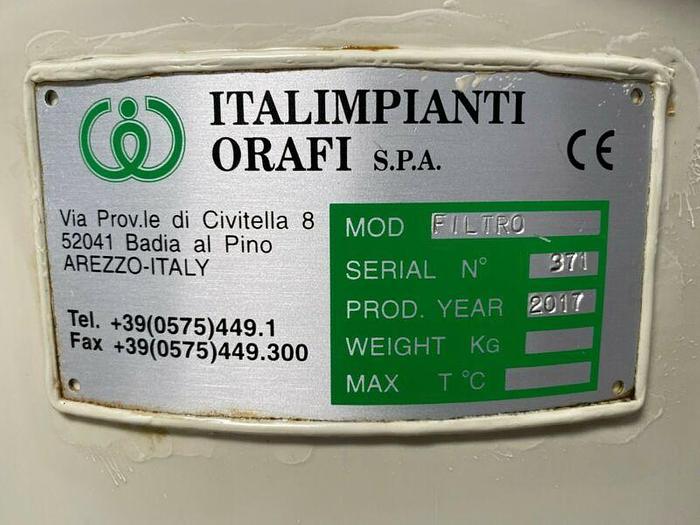 ITALIMPIANTI
ORAFI S.P.A.
CE
Via Prov.le di Civitella 8
52041 Badia al Pino
AREZZO-ITALY
Tel. +39(0575)449.1
Fax +39(0575)449.300
MOD FILTRO
SERIAL N° 371
PROD. YEAR 2017
WEIGHT Kg
MAX T °C